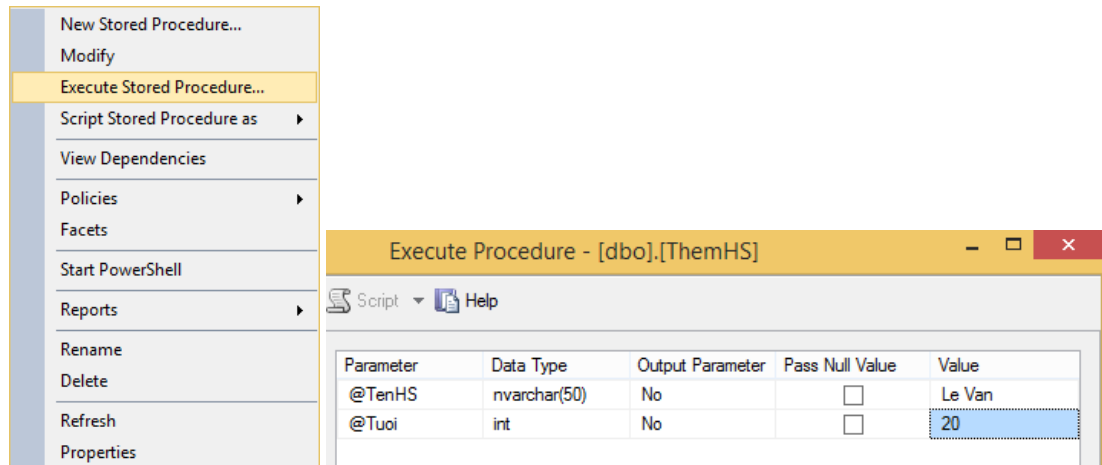 New Stored Procedure...
Modify
Execute Stored Procedure...
Script Stored Procedure as
View Dependencies
Policies
Facets
Start PowerShell
Reports
Rename
Delete
Refresh
Properties
Execute Procedure - [dbo].[ThemHS]
Script Help
Parameter Data Type Output Parameter Pass Null Value Value
@TenHS nvarchar(50) No Le Van
@Tuoi int No 20